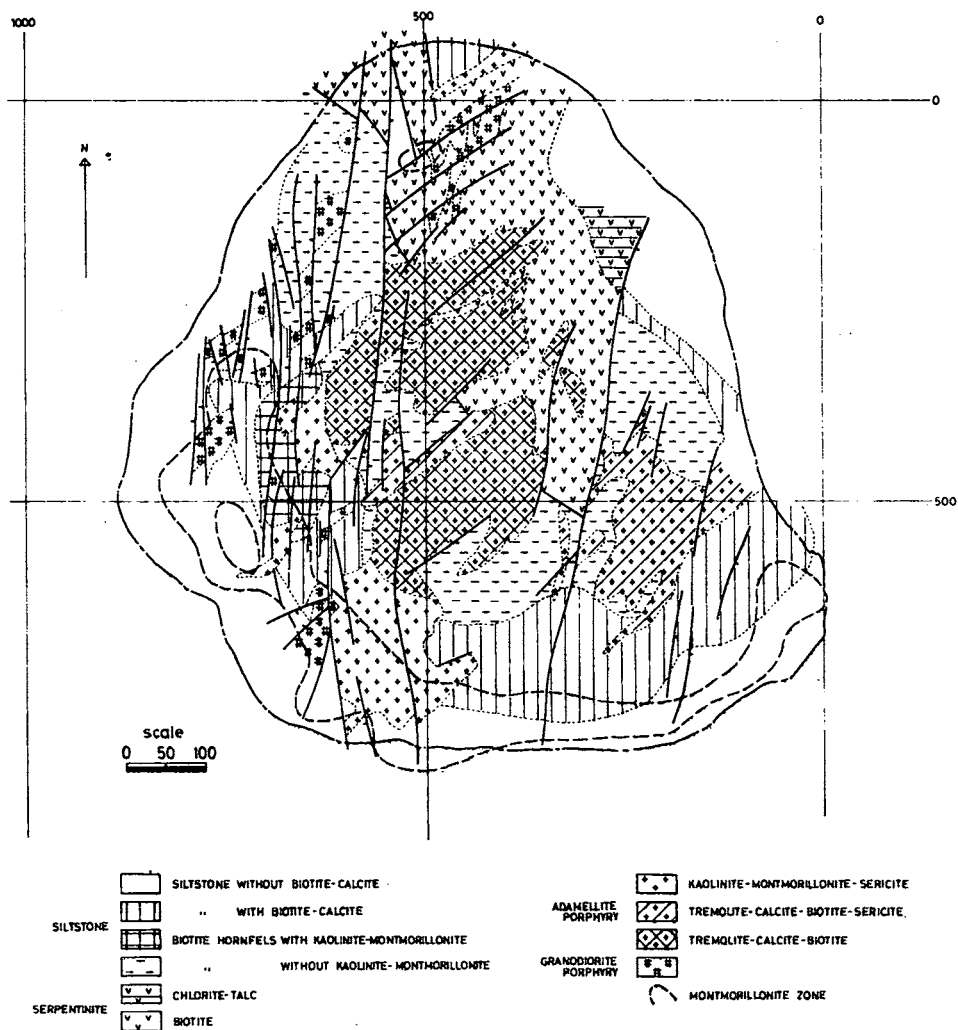 1000 500 0
0
N
500
scale
0 50 100
SILTSTONE
SILTSTONE WITHOUT BIOTITE-CALCITE
„ WITH BIOTITE-CALCITE
BIOTITE HORNFELS WITH KAOLINITE-MONTMORILLONITE
„ WITHOUT KAOLINITE-MONTMORILLONITE
SERPENTINITE
CHLORITE-TALC
BIOTITE
KAOLINITE-MONTMORILLONITE-SERICITE
ADAMELLITE PORPHYRY
TREMOLITE-CALCITE-BIOTITE-SERICITE
TREMOLITE-CALCITE-BIOTITE
GRANODIORITE PORPHYRY
MONTMORILLONITE ZONE